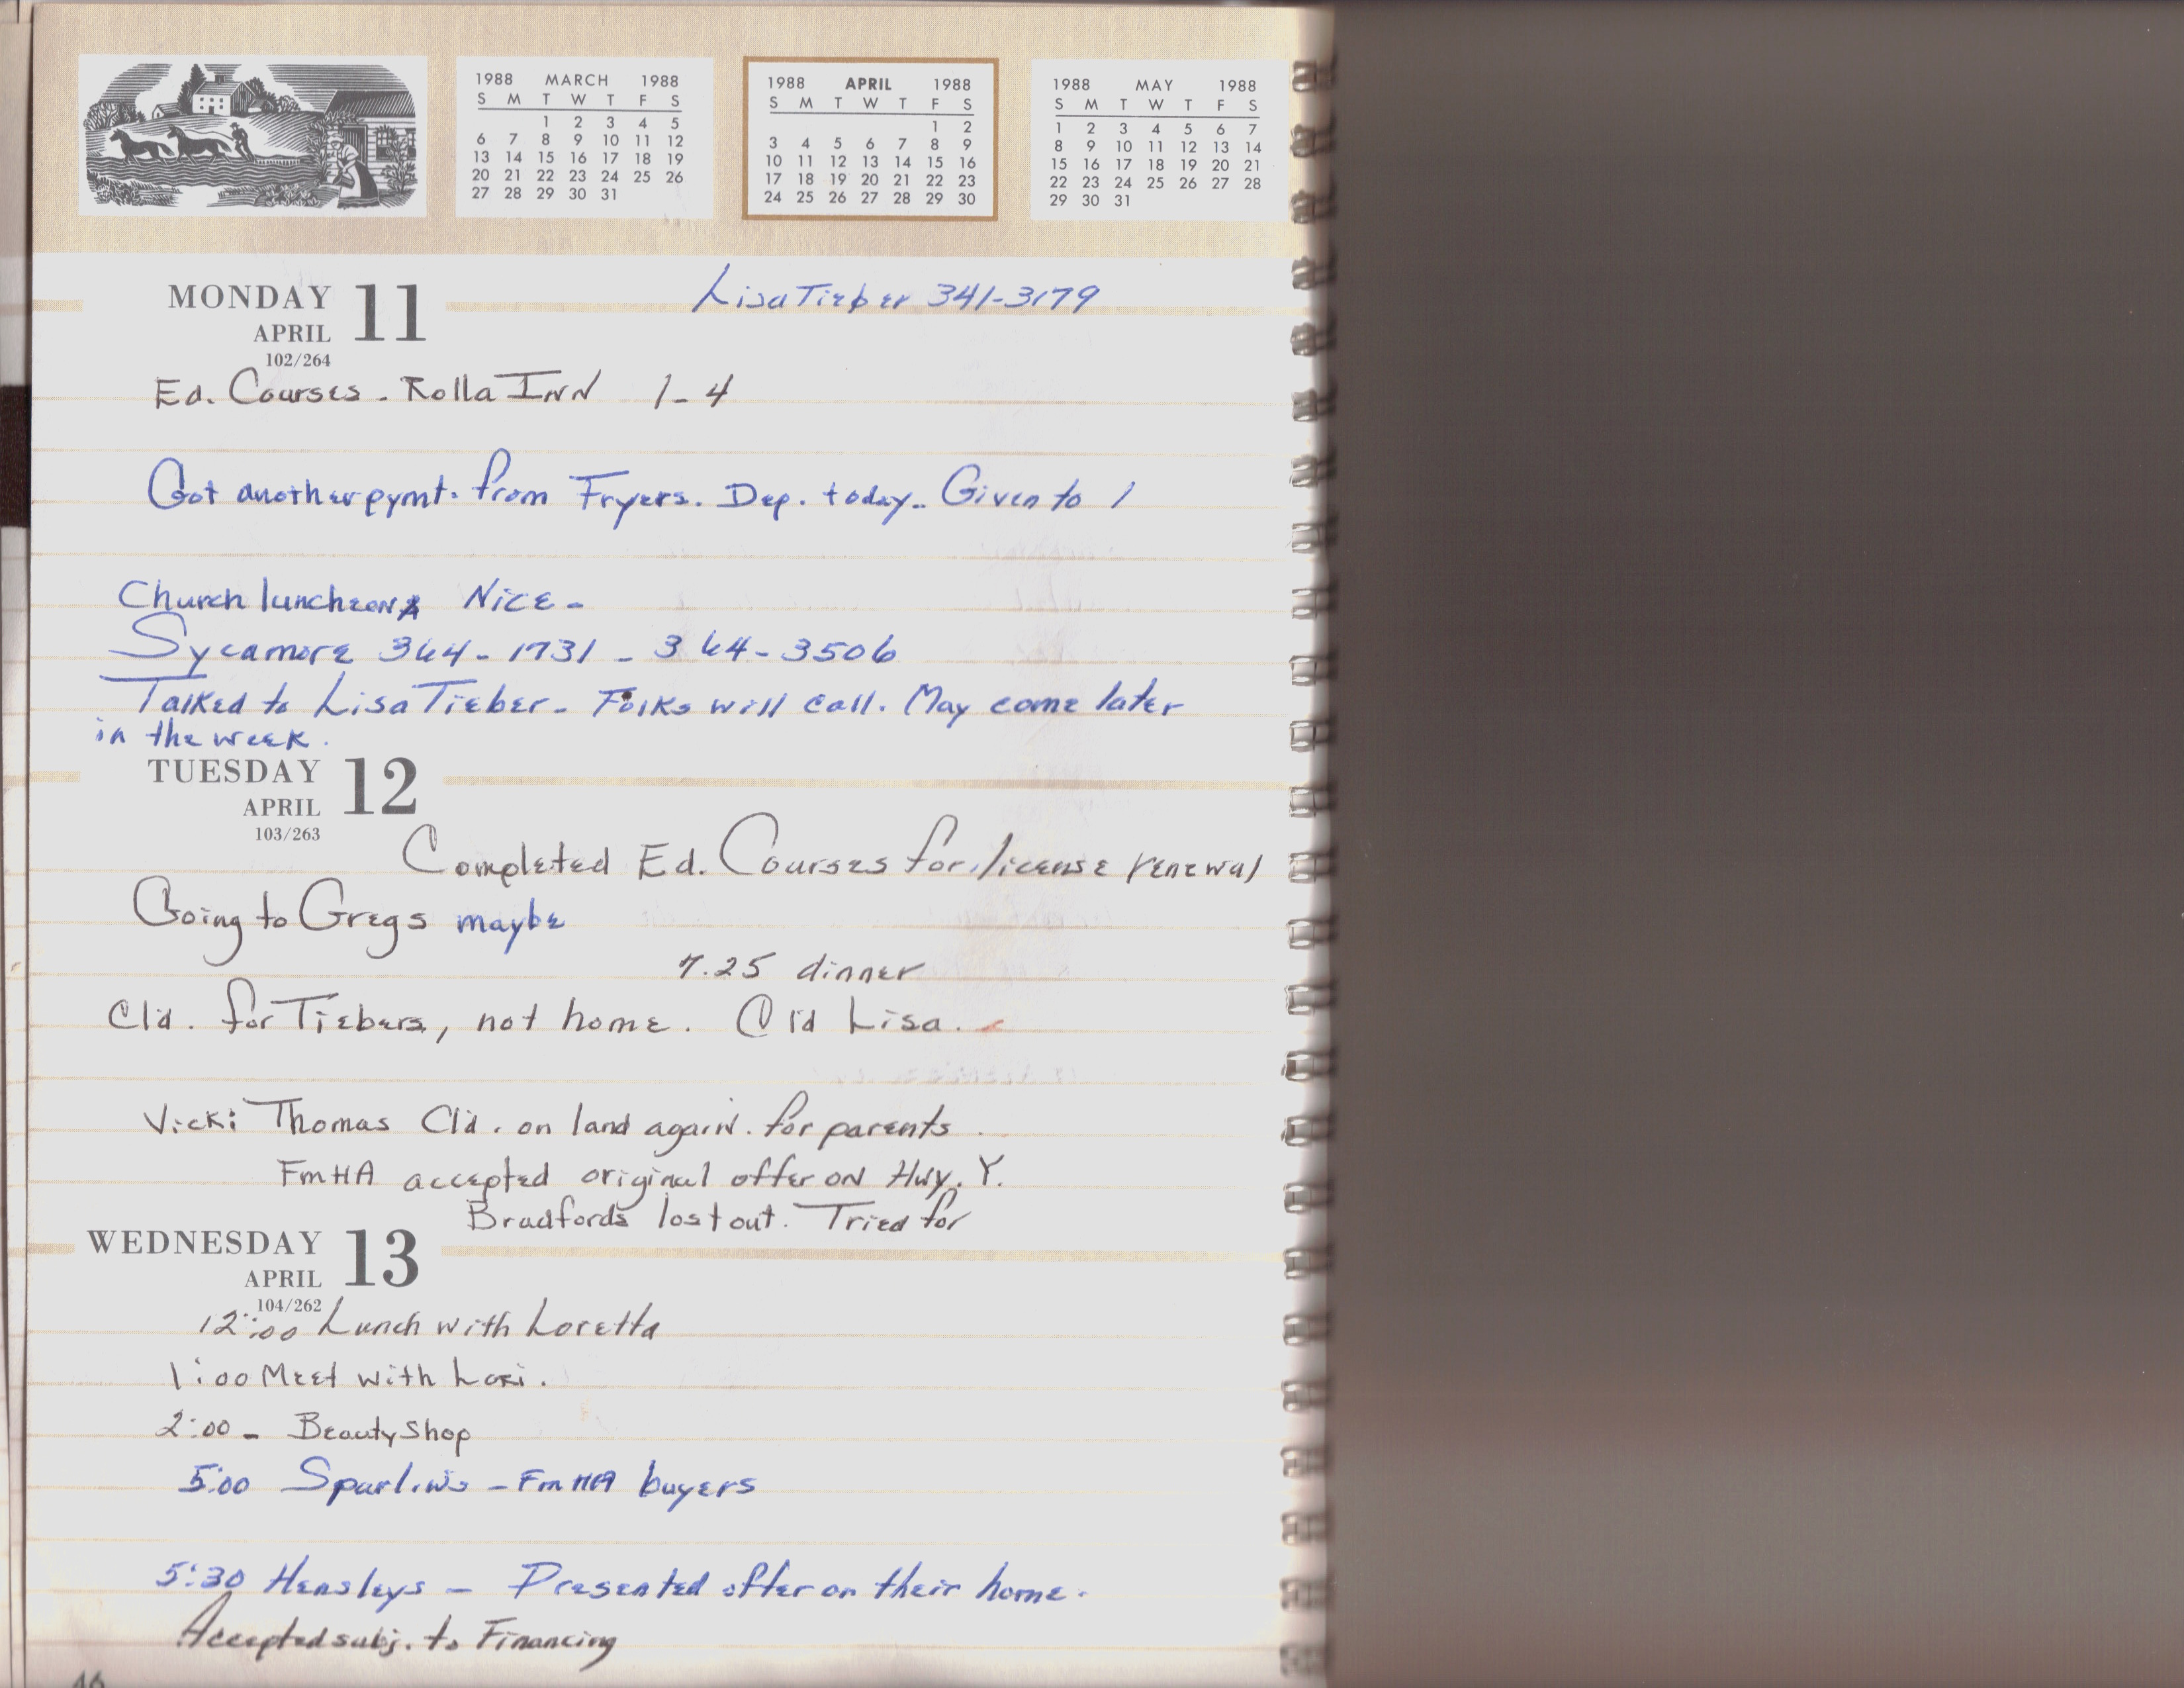 1988 MARCH 1988
S M T W T F S
1 2 3 4 5
6 7 8 9 10 11 12
13 14 15 16 17 18 19
20 21 22 23 24 25 26
27 28 29 30 31
1988 APRIL 1988
S M T W T F S
1 2
3 4 5 6 7 8 9
10 11 12 13 14 15 16
17 18 19 20 21 22 23
24 25 26 27 28 29 30
1988 MAY 1988
S M T W T F S
1 2 3 4 5 6 7
8 9 10 11 12 13 14
15 16 17 18 19 20 21
22 23 24 25 26 27 28
29 30 31
MONDAY 11
APRIL
102/264
Lisa Tieber 341-3179
Ed. Courses - Rolla Inn 1-4
Got another pymt. from Fryers. Dep. today.. Given to 1
Church luncheon Nice -
Sycamore 364-1731 - 364-3506
Talked to Lisa Tieber - Folks will call. May come later
in the week.
TUESDAY 12
APRIL
103/263
Completed Ed. Courses for license renewal
Going to Gregs maybe
7.25 dinner
Cl'd. for Tiebers, not home. Cl'd Lisa.
Vicki Thomas Cl'd. on land again. for parents
FmHA accepted original offer on Hwy. Y.
Bradfords lost out. Tried for
WEDNESDAY 13
APRIL
104/262
12:00 Lunch with Loretta
1:00 Meet with Lori.
2:00 - Beauty Shop
5:00 Sparlins - FmHA buyers
5:30 Hensleys - Presented offer on their home.
Accepted subj. to Financing
46